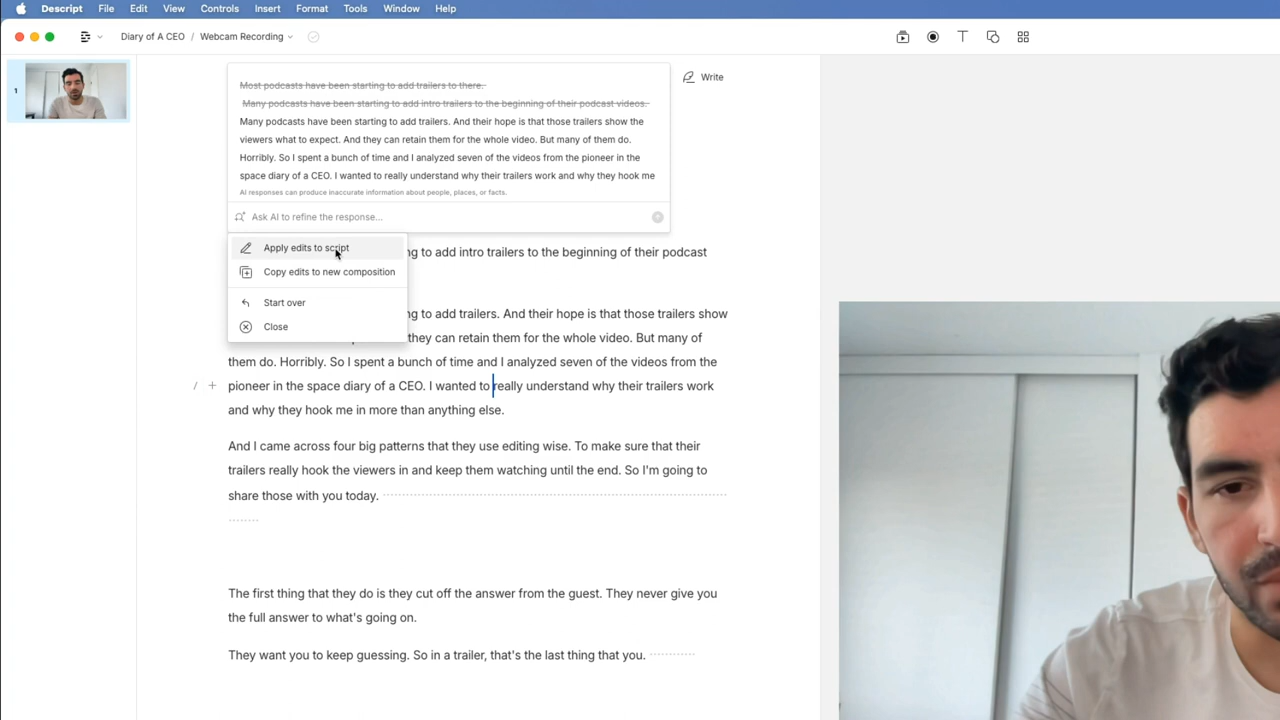 Descript File Edit View Controls Insert Format Tools Window Help
Diary of A CEO / Webcam Recording
1
Most podcasts have been starting to add trailers to there.
Many podcasts have been starting to add intro trailers to the beginning of their podcast videos.
Many podcasts have been starting to add trailers. And their hope is that those trailers show the
viewers what to expect. And they can retain them for the whole video. But many of them do.
Horribly. So I spent a bunch of time and I analyzed seven of the videos from the pioneer in the
space diary of a CEO. I wanted to really understand why their trailers work and why they hook me
AI responses can produce inaccurate information about people, places, or facts.
Write
Ask AI to refine the response...
Apply edits to script
Copy edits to new composition
Start over
Close
ng to add intro trailers to the beginning of their podcast
ng to add trailers. And their hope is that those trailers show
they can retain them for the whole video. But many of
them do. Horribly. So I spent a bunch of time and I analyzed seven of the videos from the
/ + pioneer in the space diary of a CEO. I wanted to really understand why their trailers work
and why they hook me in more than anything else.
And I came across four big patterns that they use editing wise. To make sure that their
trailers really hook the viewers in and keep them watching until the end. So I'm going to
share those with you today.
The first thing that they do is they cut off the answer from the guest. They never give you
the full answer to what's going on.
They want you to keep guessing. So in a trailer, that's the last thing that you.